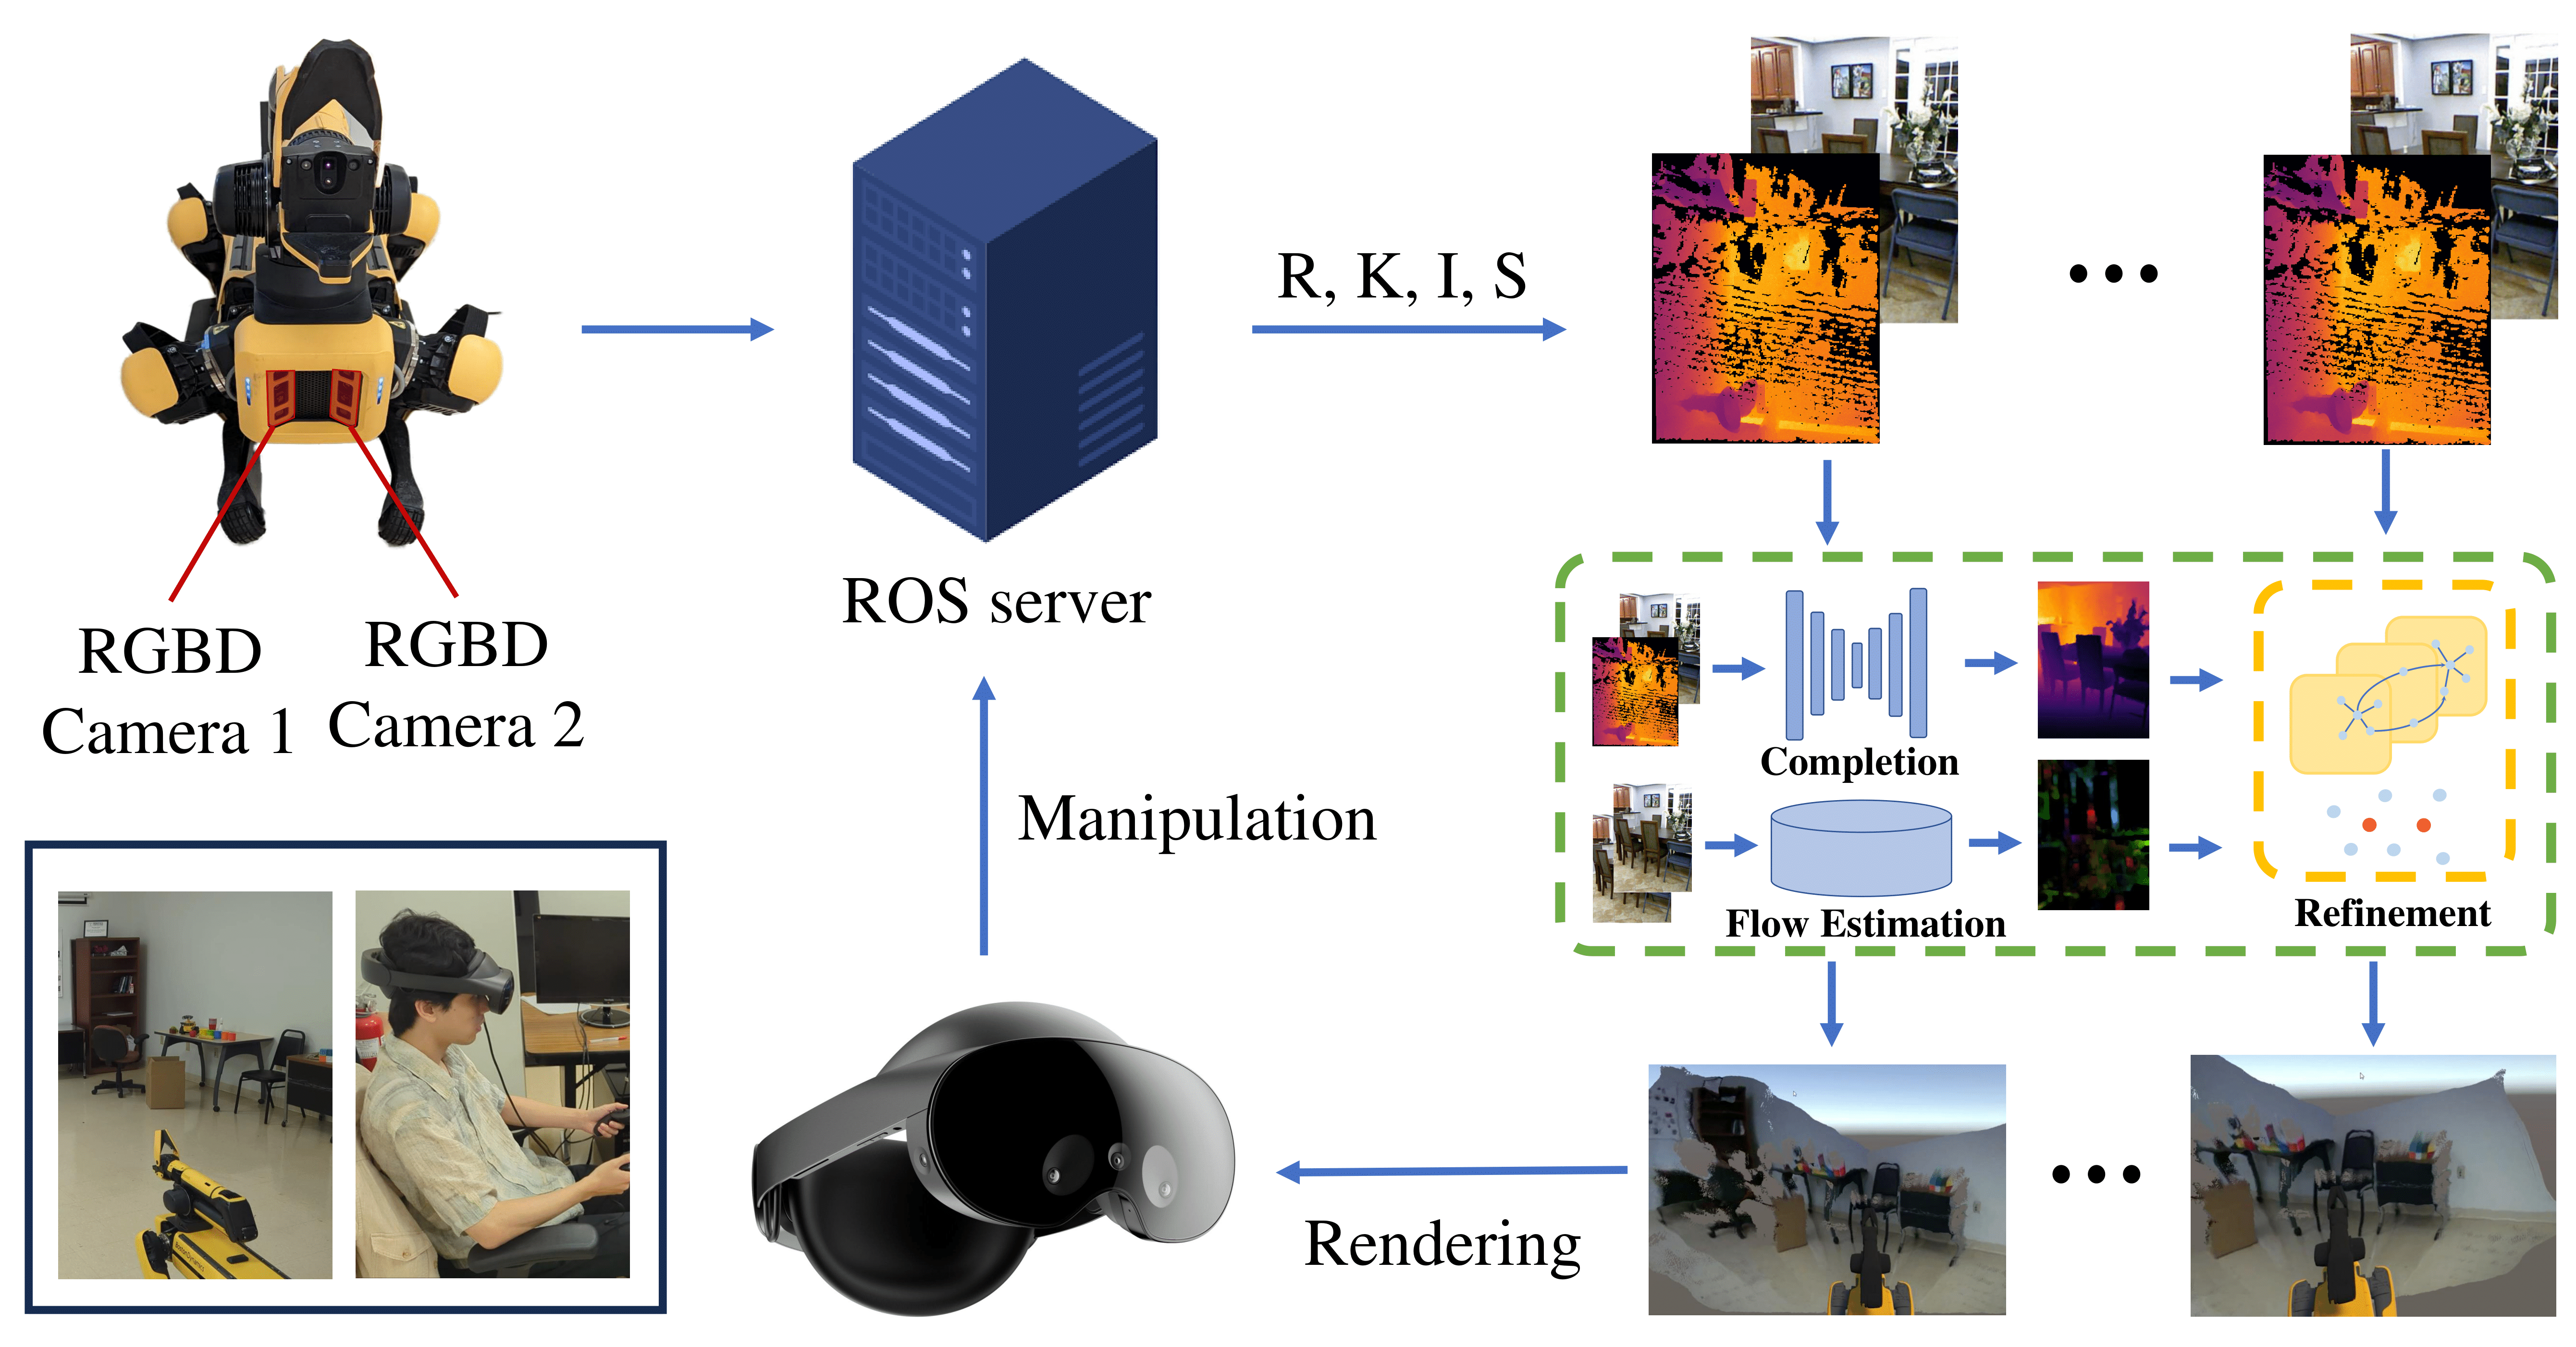 R, K, I, S
ROS server
RGBD
Camera 1
RGBD
Camera 2
Manipulation
Completion
Flow Estimation
Refinement
Rendering